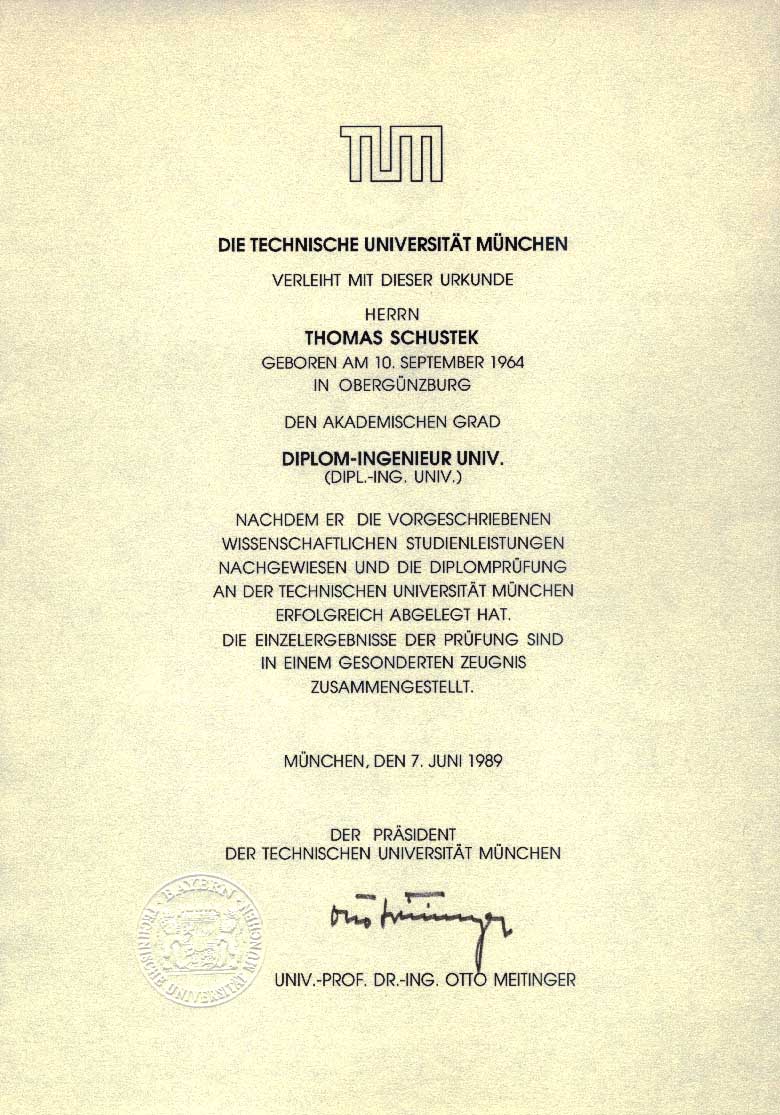 TUM
DIE TECHNISCHE UNIVERSITÄT MÜNCHEN
VERLEIHT MIT DIESER URKUNDE
HERRN
THOMAS SCHUSTEK
GEBOREN AM 10. SEPTEMBER 1964
IN OBERGÜNZBURG
DEN AKADEMISCHEN GRAD
DIPLOM-INGENIEUR UNIV.
(DIPL.-ING. UNIV.)
NACHDEM ER DIE VORGESCHRIEBENEN
WISSENSCHAFTLICHEN STUDIENLEISTUNGEN
NACHGEWIESEN UND DIE DIPLOMPRÜFUNG
AN DER TECHNISCHEN UNIVERSITÄT MÜNCHEN
ERFOLGREICH ABGELEGT HAT.
DIE EINZELERGEBNISSE DER PRÜFUNG SIND
IN EINEM GESONDERTEN ZEUGNIS
ZUSAMMENGESTELLT.
MÜNCHEN, DEN 7. JUNI 1989
DER PRÄSIDENT
DER TECHNISCHEN UNIVERSITÄT MÜNCHEN
Otto Meitinger
UNIV.-PROF. DR.-ING. OTTO MEITINGER
BAYERN
TECHNISCHE UNIVERSITÄT MÜNCHEN